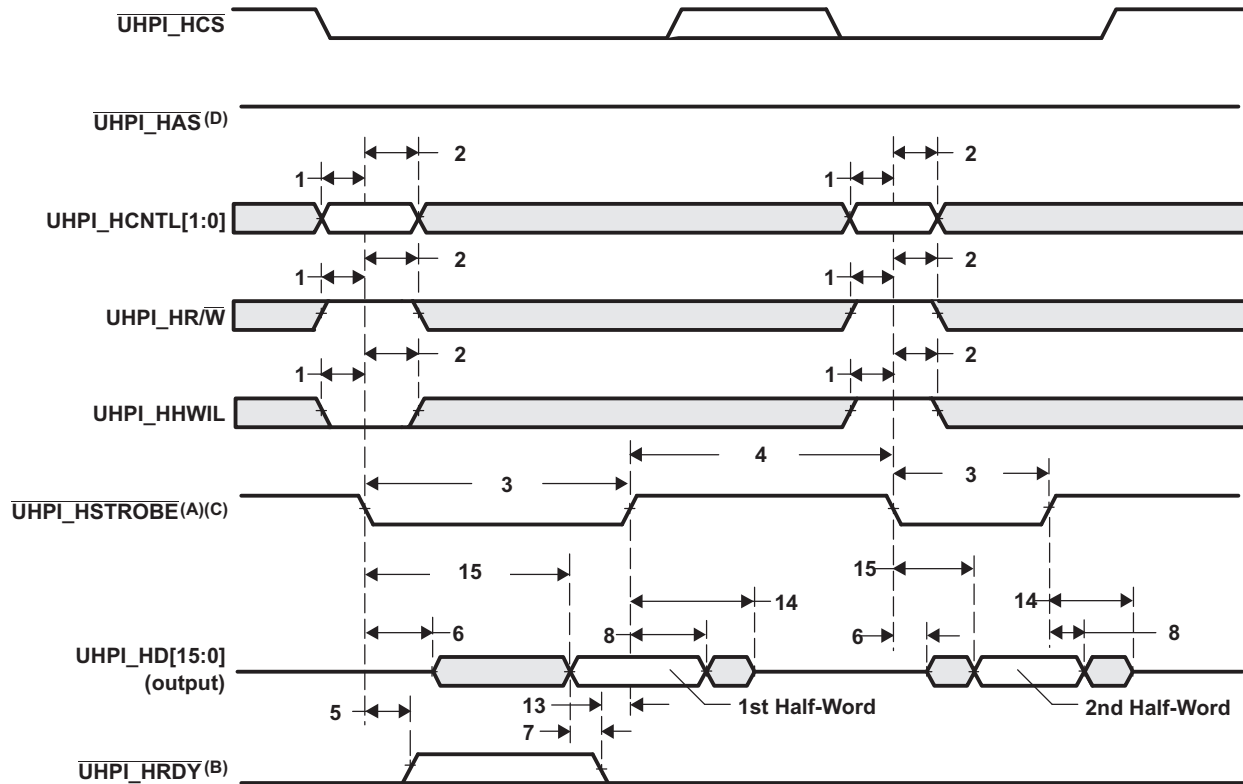 UHPI_HCS
UHPI_HAS(D)
2
1
2
1
UHPI_HCNTL[1:0]
2
1
2
1
UHPI_HR/W
2
1
2
1
UHPI_HHWIL
4
3
3
UHPI_HSTROBE(A)(C)
15
15
14
14
6
8
6
8
UHPI_HD[15:0]
(output)
13
1st Half-Word
2nd Half-Word
5
7
UHPI_HRDY(B)